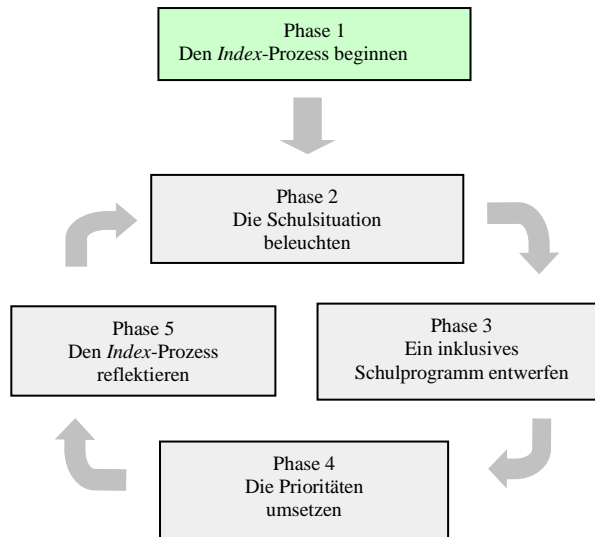 Phase 1
Den Index-Prozess beginnen
Phase 2
Die Schulsituation
beleuchten
Phase 3
Ein inklusives
Schulprogramm entwerfen
Phase 4
Die Prioritäten
umsetzen
Phase 5
Den Index-Prozess
reflektieren